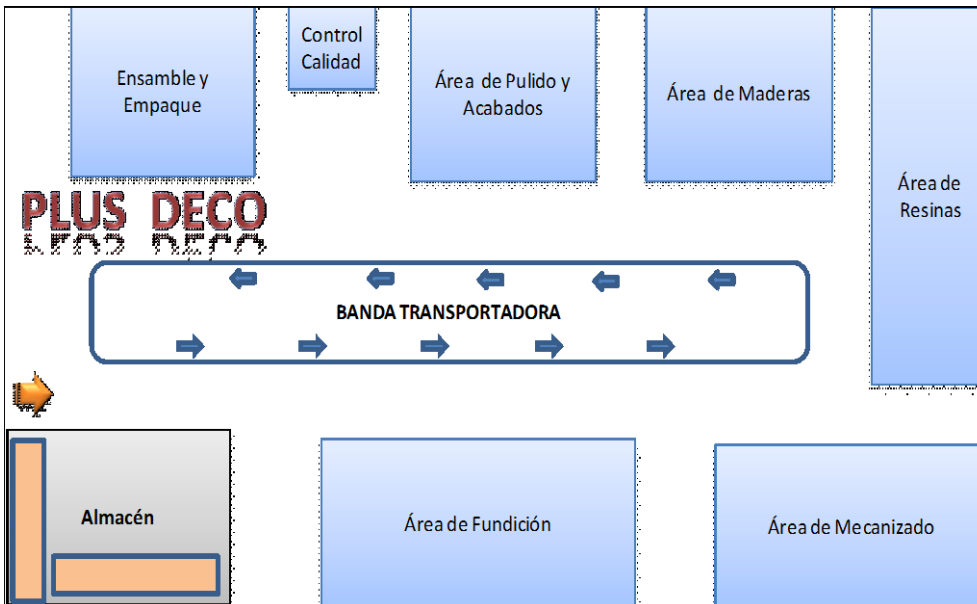 Ensamble y
Empaque
Control
Calidad
Área de Pulido y
Acabados
Área de Maderas
Área de
Resinas
PLUS DECO
BANDA TRANSPORTADORA
Almacén
Área de Fundición
Área de Mecanizado